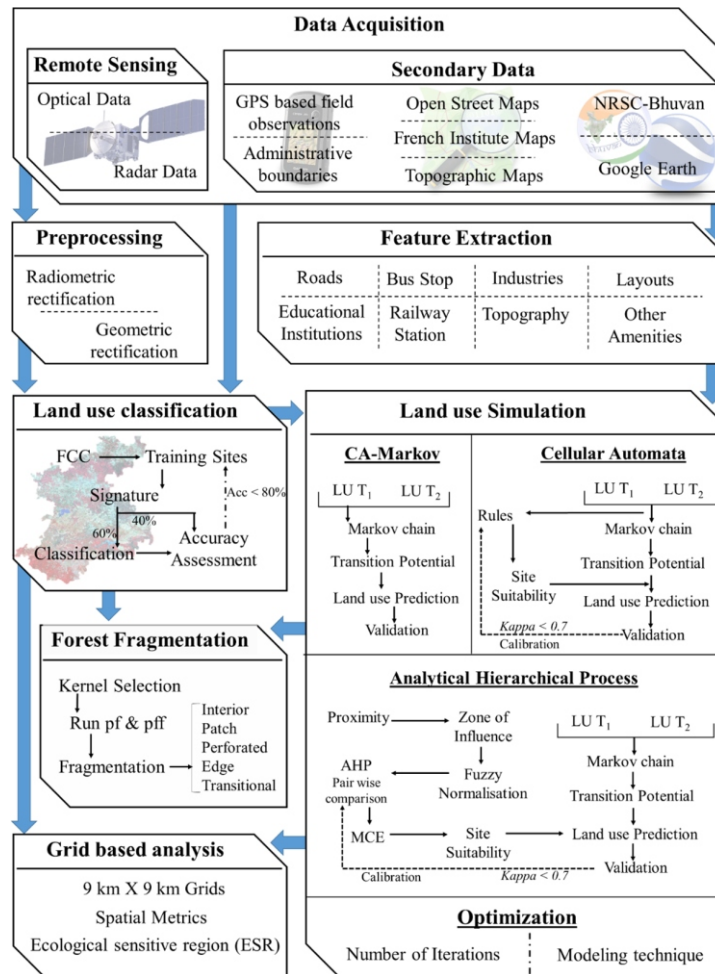 Data Acquisition
Remote Sensing
Optical Data
Radar Data
Secondary Data
GPS based field
observations
Administrative
boundaries
Open Street Maps
French Institute Maps
Topographic Maps
NRSC-Bhuvan
Google Earth
Preprocessing
Radiometric
rectification
Geometric
rectification
Feature Extraction
Roads
Bus Stop
Industries
Layouts
Educational
Institutions
Railway
Station
Topography
Other
Amenities
Land use classification
FCC
Training Sites
Signature
Acc < 80%
60%
40%
Classification
Accuracy
Assessment
Forest Fragmentation
Kernel Selection
Run pf & pff
Fragmentation
Interior
Patch
Perforated
Edge
Transitional
Grid based analysis
9 km X 9 km Grids
Spatial Metrics
Ecological sensitive region (ESR)
Land use Simulation
CA-Markov
LU T₁ LU T₂
Markov chain
Transition Potential
Land use Prediction
Validation
Cellular Automata
LU T₁ LU T₂
Rules
Markov chain
Transition Potential
Site
Suitability
Land use Prediction
Kappa < 0.7
Validation
Calibration
Analytical Hierarchical Process
Proximity
Zone of
Influence
LU T₁ LU T₂
Markov chain
AHP
Pair wise
comparison
Fuzzy
Normalisation
Transition Potential
MCE
Site
Suitability
Land use Prediction
Validation
Calibration
Kappa < 0.7
Optimization
Number of Iterations
Modeling technique